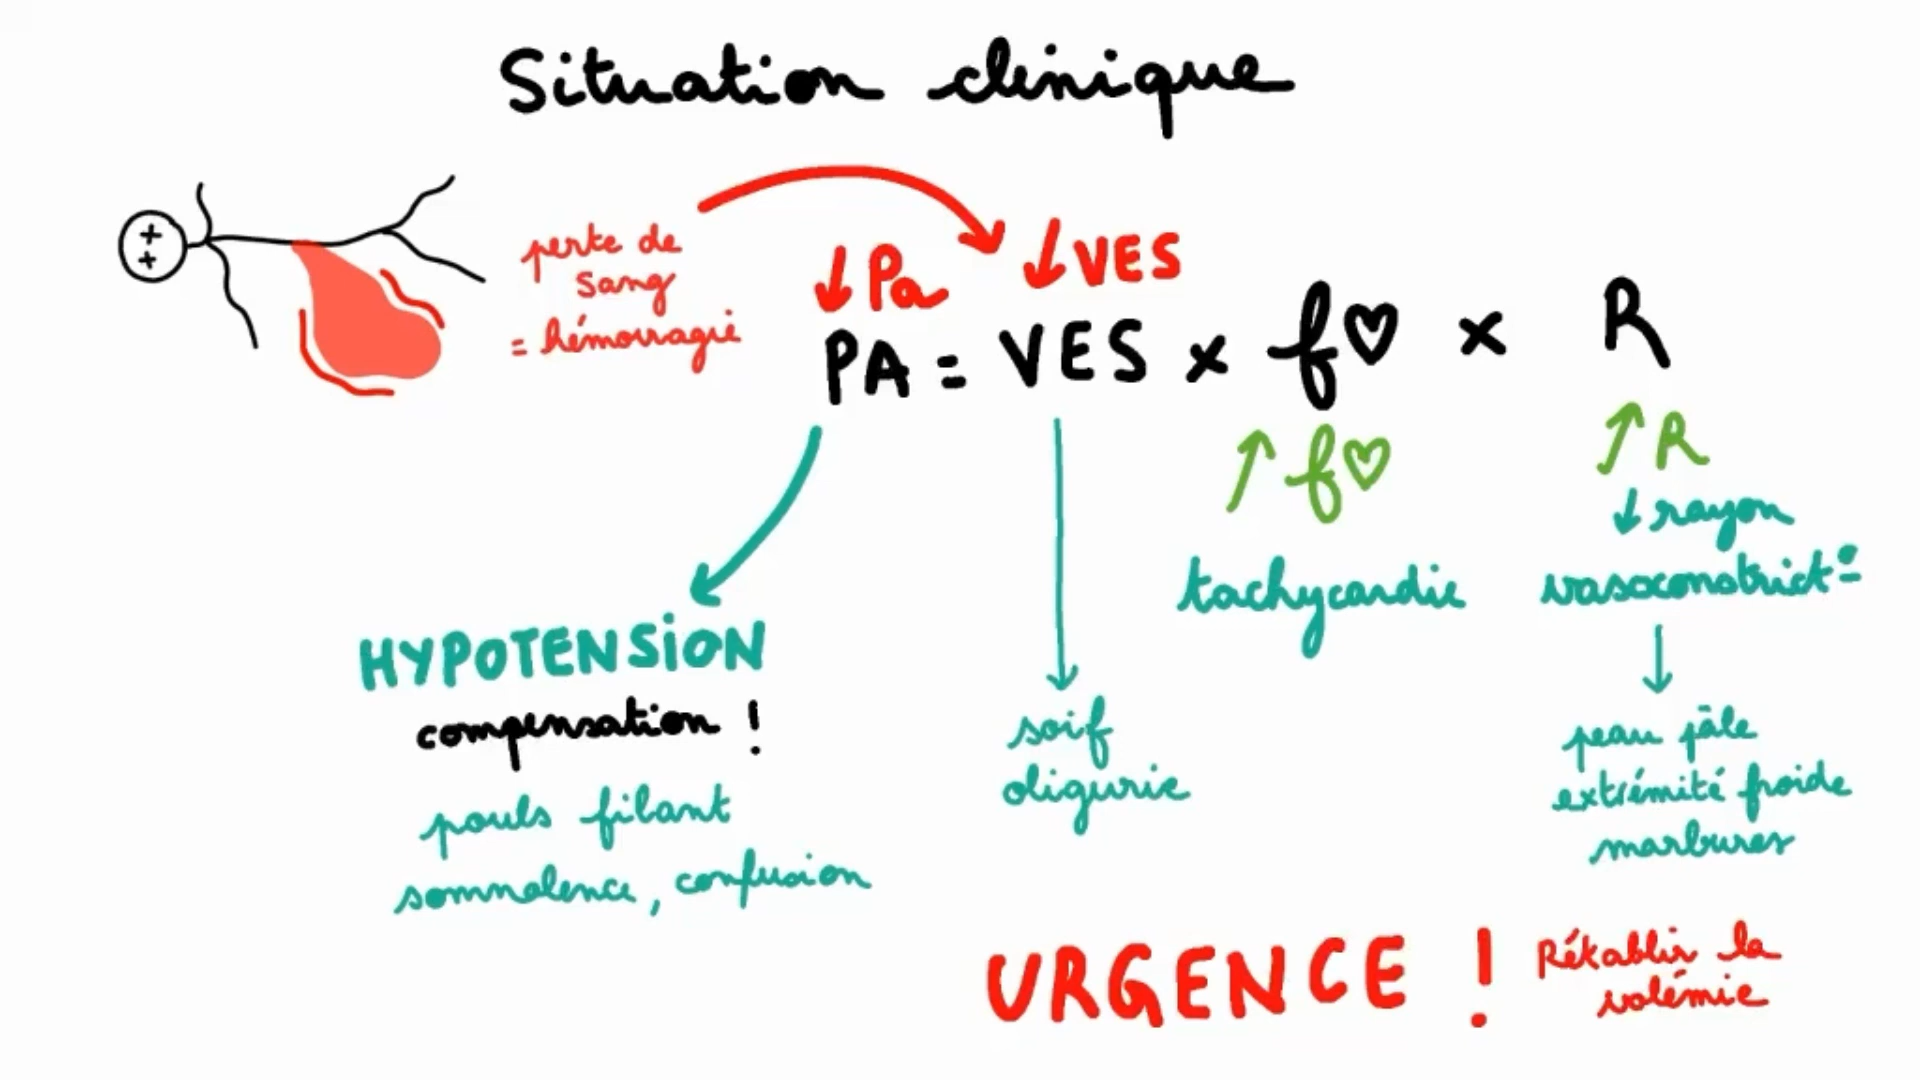 Situation clinique
+
+
perte de
sang
= hémorragie
↓ Pa
↓ VES
PA = VES x f♡ x R
↑ f♡
↑ R
↓ rayon
tachycardie
vasoconstrict°
HYPOTENSiON
compensation !
pouls filant
somnolence, confusion
soif
oligurie
peau pâle
extrémité froide
marbures
URGENCE !
Rétablir la
volémie